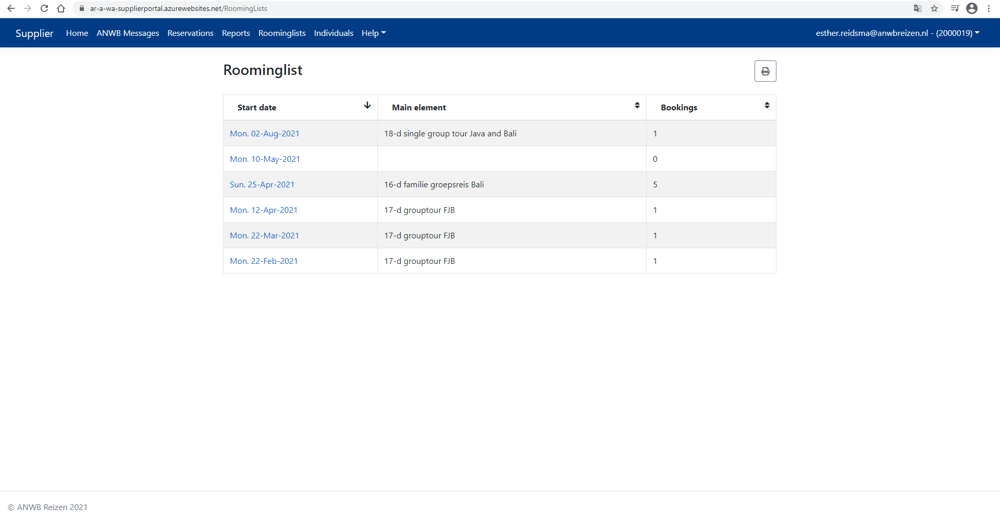 ar-a-wa-supplierportal.azurewebsites.net/RoomingLists
Supplier Home ANWB Messages Reservations Reports Roominglists Individuals Help esther.reidsma@anwbreizen.nl - (2000019)
Roominglist
Start date Main element Bookings
Mon. 02-Aug-2021 18-d single group tour Java and Bali 1
Mon. 10-May-2021 0
Sun. 25-Apr-2021 16-d familie groepsreis Bali 5
Mon. 12-Apr-2021 17-d grouptour FJB 1
Mon. 22-Mar-2021 17-d grouptour FJB 1
Mon. 22-Feb-2021 17-d grouptour FJB 1
© ANWB Reizen 2021